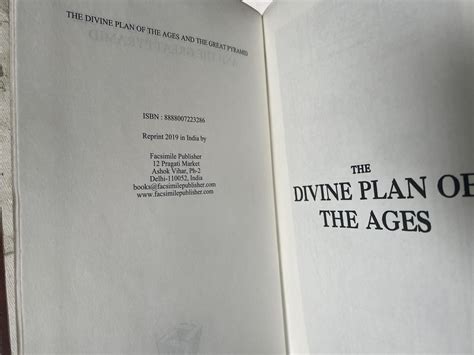 THE DIVINE PLAN OF THE AGES AND THE GREAT PYRAMID
ISBN : 8888007223286
Reprint 2019 in India by
Facsimile Publisher
12 Pragati Market
Ashok Vihar, Ph-2
Delhi-110052, India
books@facsimilepublisher.com
www.facsimilepublisher.com
THE
DIVINE PLAN OF
THE AGES